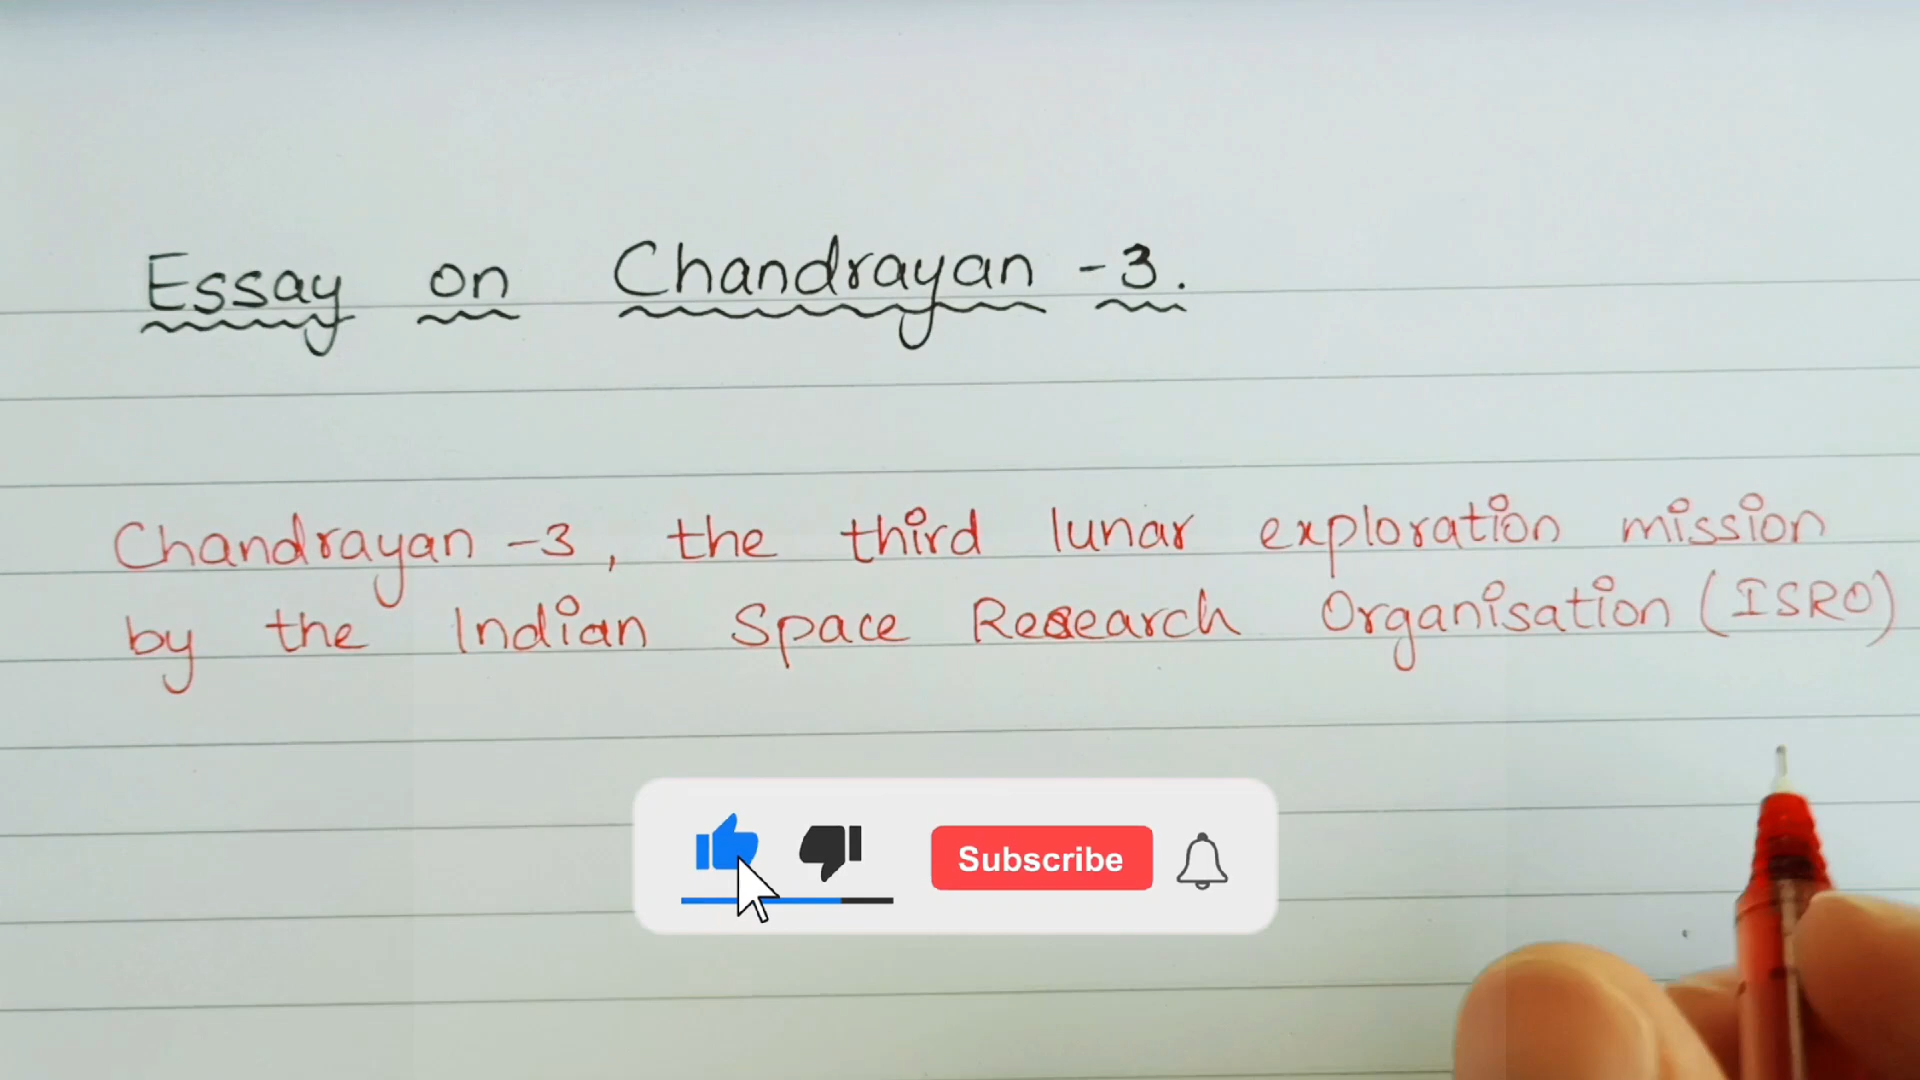 Essay on Chandrayan -3.
Chandrayan -3, the third lunar exploration mission
by the Indian Space Research Organisation (ISRO)
Subscribe